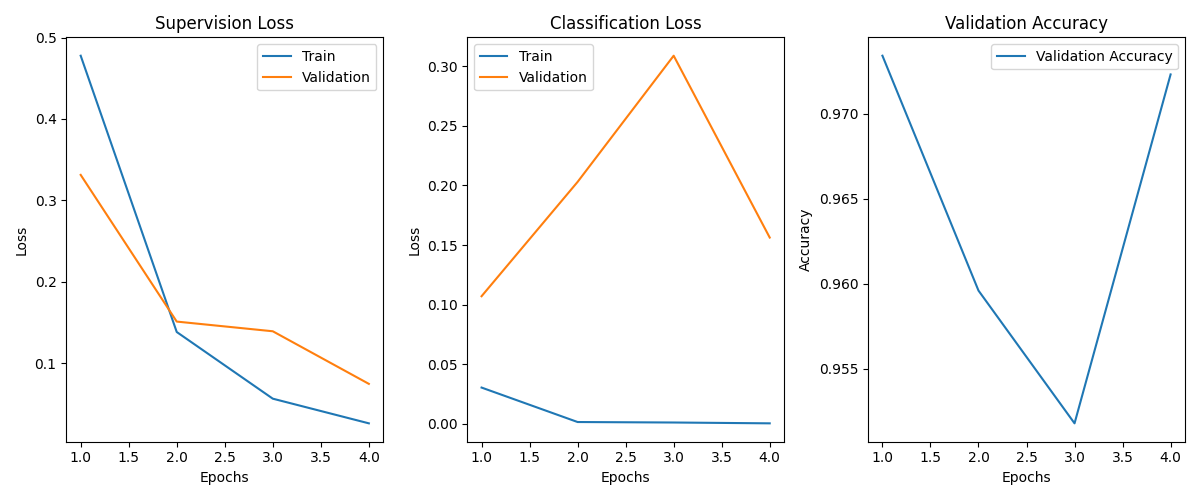 Supervision Loss
Train
Validation
Loss
0.5
0.4
0.3
0.2
0.1
1.0 1.5 2.0 2.5 3.0 3.5 4.0
Epochs
Classification Loss
Train
Validation
Loss
0.30
0.25
0.20
0.15
0.10
0.05
0.00
1.0 1.5 2.0 2.5 3.0 3.5 4.0
Epochs
Validation Accuracy
Validation Accuracy
Accuracy
0.970
0.965
0.960
0.955
1.0 1.5 2.0 2.5 3.0 3.5 4.0
Epochs